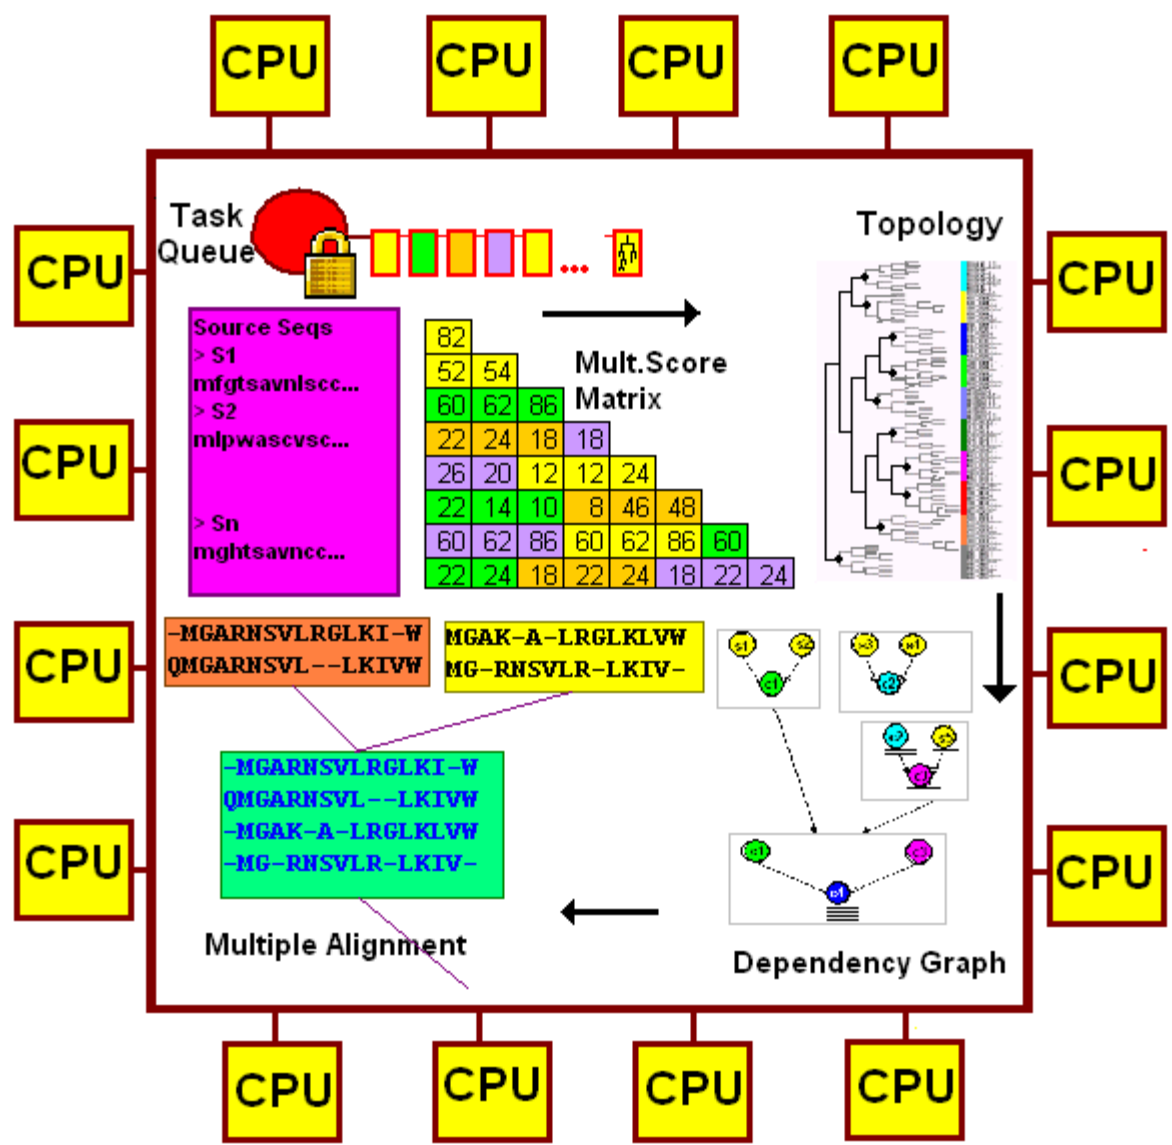 CPU
CPU
CPU
CPU
CPU
CPU
CPU
CPU
CPU
CPU
CPU
CPU
Task
Queue
Topology
Source Seqs
> S1
mfgtsavnlscc...
> S2
mlpwascvsc...
> Sn
mghtsavncc...
Mult.Score
Matrix
82
52 54
60 62 86
22 24 18 18
26 20 12 12 24
22 14 10 8 46 48
60 62 86 60 62 86 60
22 24 18 22 24 18 22 24
-MGARNSVLRGLKI-W
QMGARNSVL--LKIVW
MGAK-A-LRGLKLVW
MG-RNSVLR-LKIV-
s1 s2
c1
c2
-MGARNSVLRGLKI-W
QMGARNSVL--LKIVW
-MGAK-A-LRGLKLVW
-MG-RNSVLR-LKIV-
Multiple Alignment
Dependency Graph
CPU
CPU
CPU
CPU